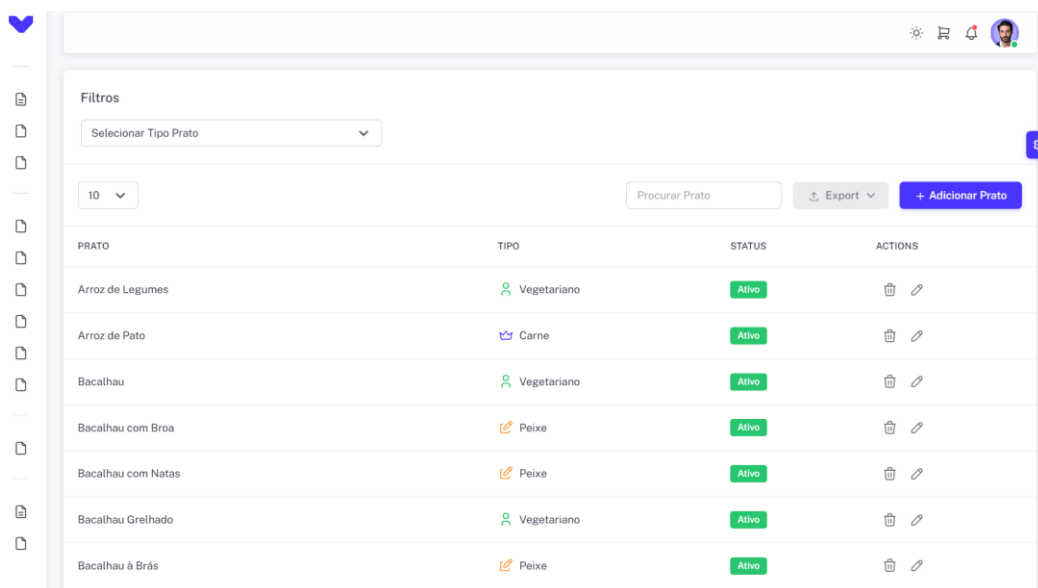 Filtros
Selecionar Tipo Prato
10 Procurar Prato Export + Adicionar Prato
PRATO TIPO STATUS ACTIONS
Arroz de Legumes Vegetariano Ativo
Arroz de Pato Carne Ativo
Bacalhau Vegetariano Ativo
Bacalhau com Broa Peixe Ativo
Bacalhau com Natas Peixe Ativo
Bacalhau Grelhado Vegetariano Ativo
Bacalhau à Brás Peixe Ativo